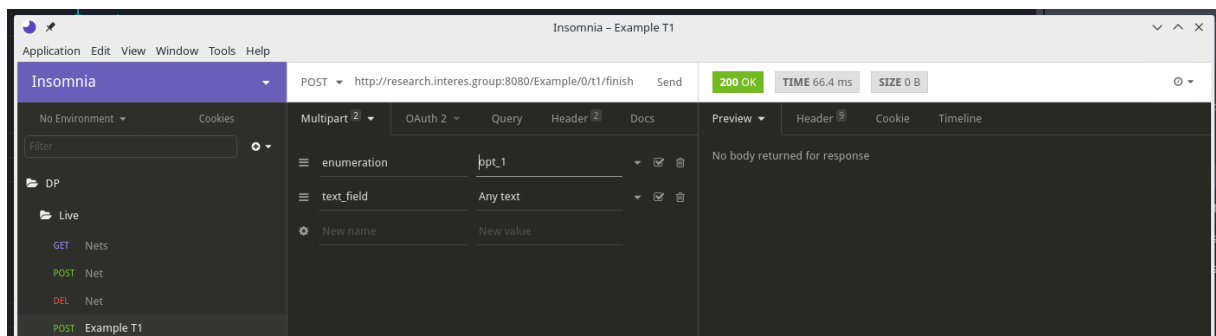 Insomnia – Example T1
Application Edit View Window Tools Help
Insomnia
POST http://research.interes.group:8080/Example/0/t1/finish Send
200 OK TIME 66.4 ms SIZE 0 B
No Environment Cookies
Multipart 2 OAuth 2 Query Header 2 Docs
Preview Header 9 Cookie Timeline
Filter
enumeration opt_1
No body returned for response
DP
text_field Any text
Live
New name New value
GET Nets
POST Net
DEL Net
POST Example T1